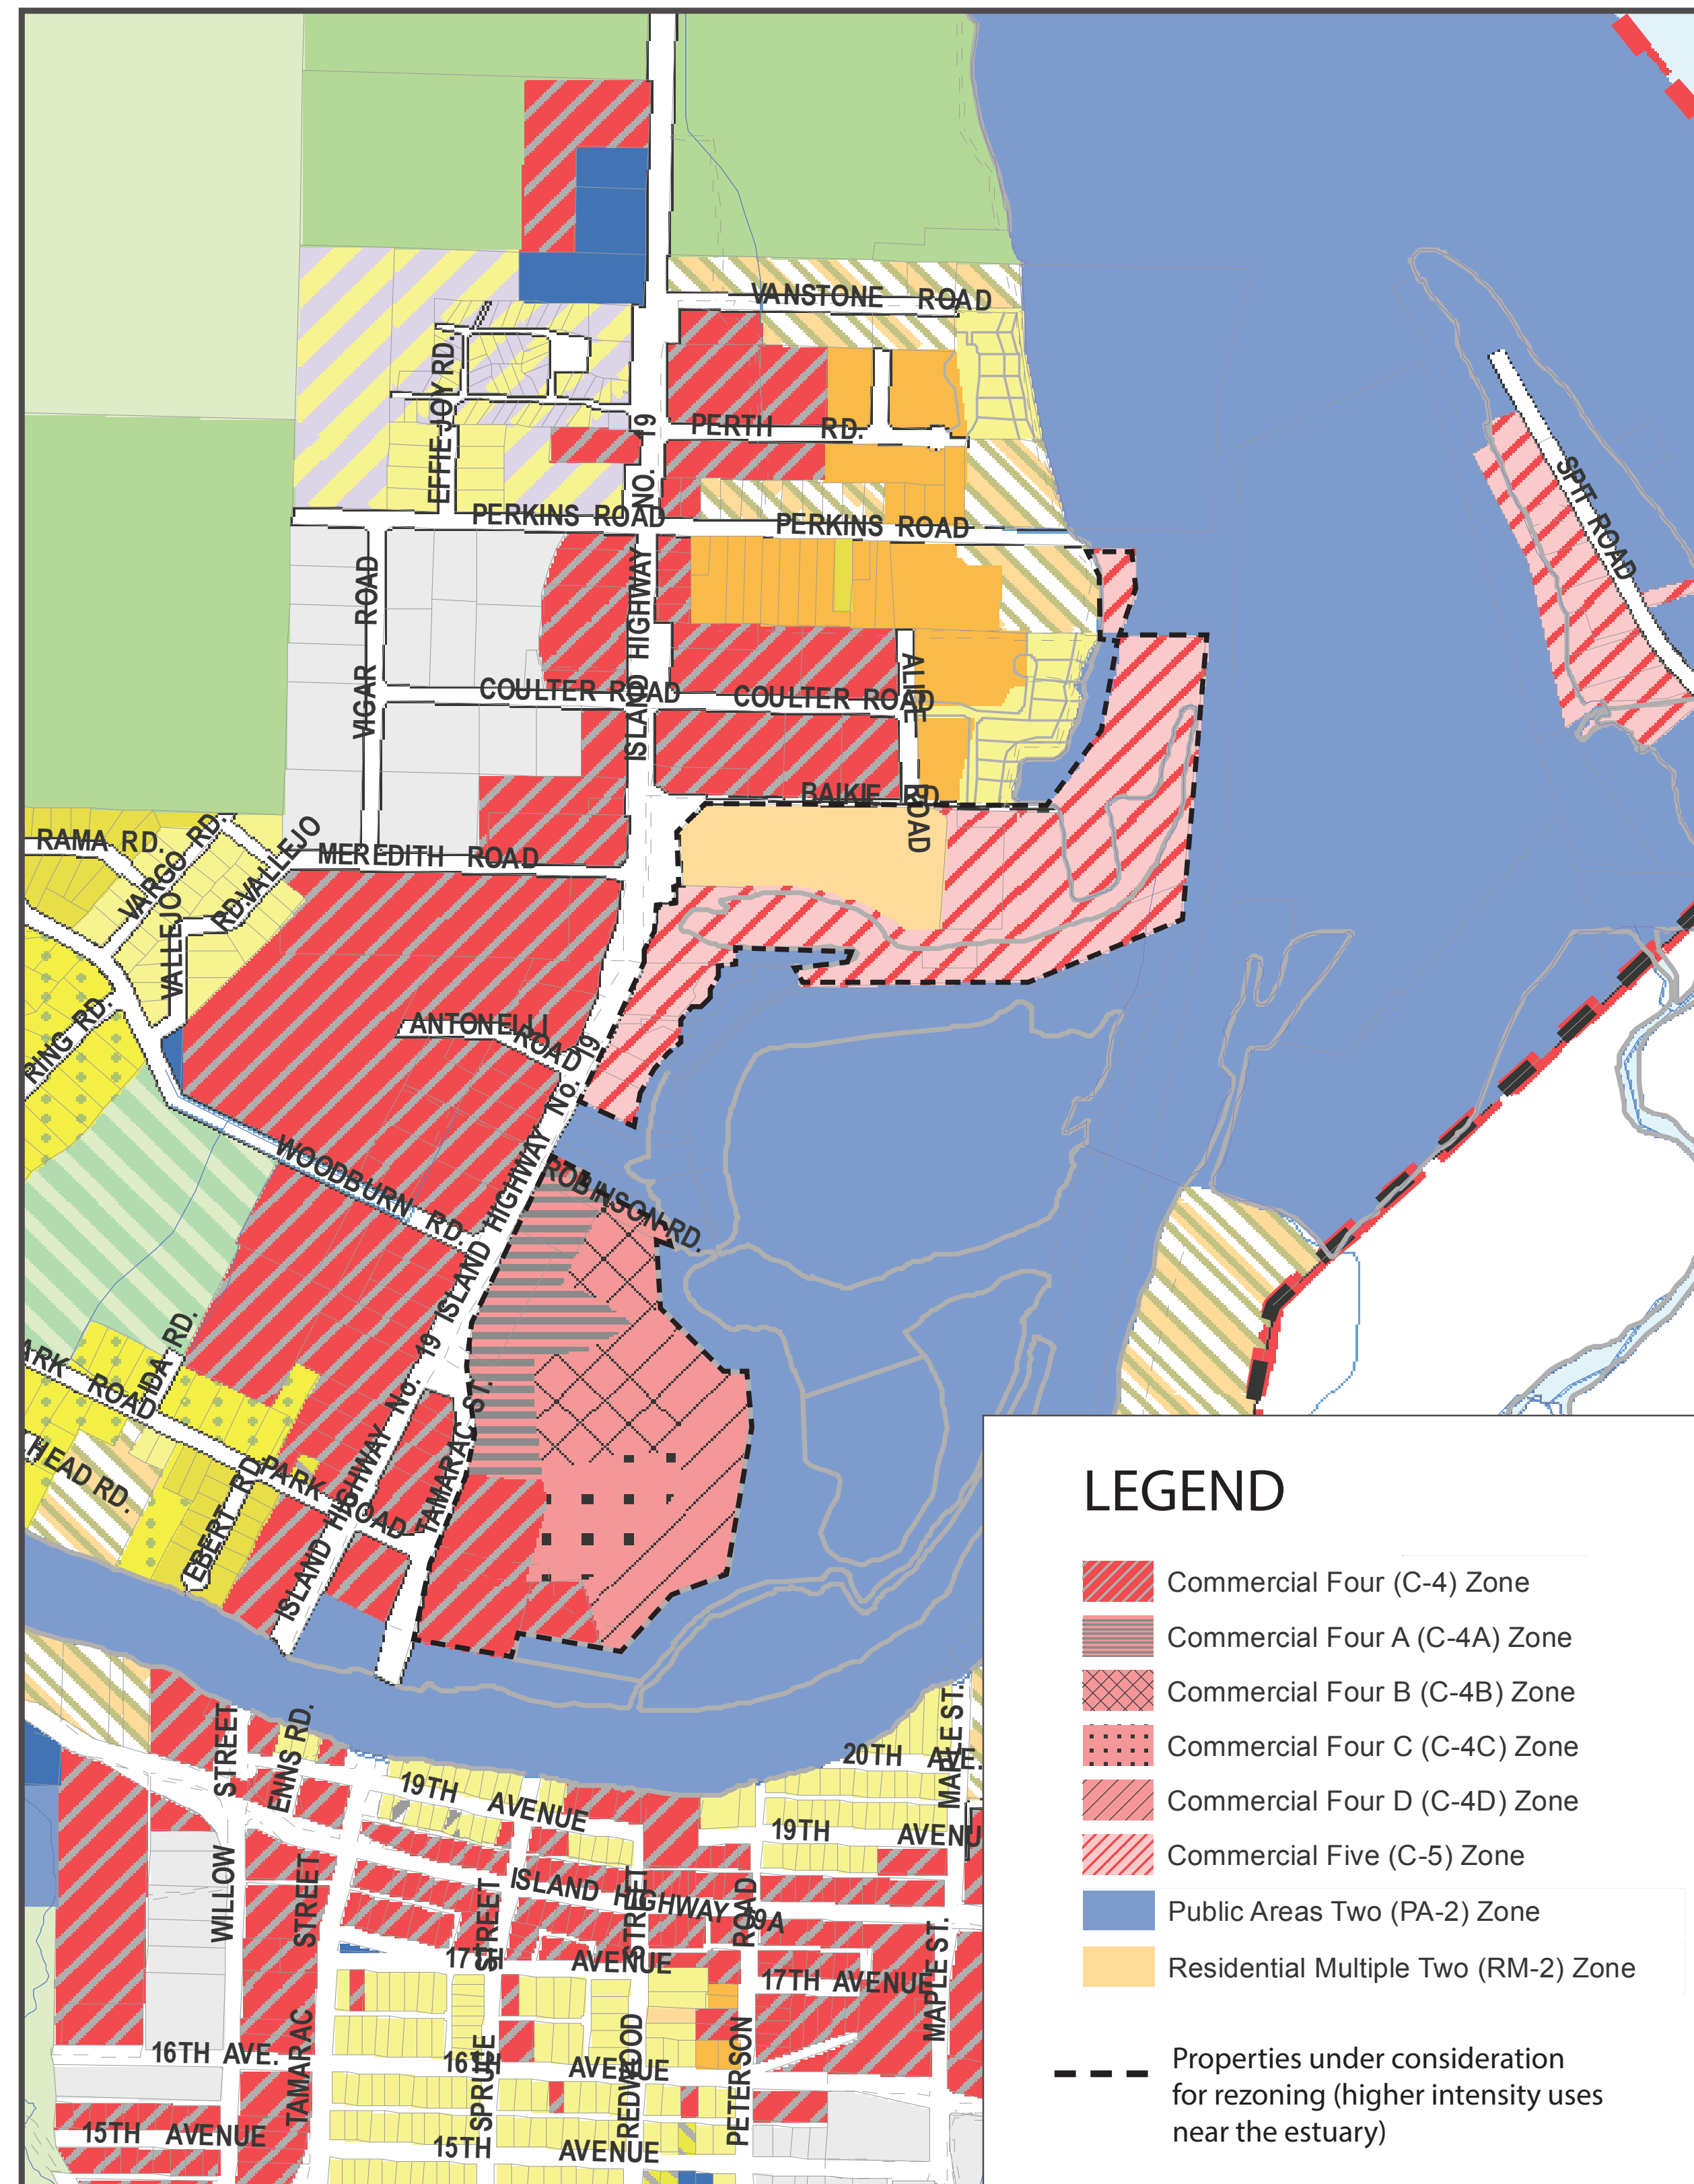 VANSTONE ROAD
EFFIE JOY RD.
NO. 19
PERTH RD.
SPIT ROAD
PERKINS ROAD
PERKINS ROAD
VIGAR ROAD
ISLAND HIGHWAY
ALICE ROAD
COULTER ROAD
COULTER ROAD
BAIKIE RD.
RAMA RD.
VARGO RD.
VALLEJO
RD.VALLEJO
MEREDITH ROAD
RING RD.
ANTONELLI
ROAD
ISLAND HIGHWAY No. 19
WOODBURN RD.
ROBINSON RD.
IDA RD.
ARK ROAD
PARK ROAD
HEAD RD.
EBERT RD.
ISLAND HIGHWAY No. 19
TAMARAC ST.
LEGEND
Commercial Four (C-4) Zone
Commercial Four A (C-4A) Zone
Commercial Four B (C-4B) Zone
Commercial Four C (C-4C) Zone
Commercial Four D (C-4D) Zone
Commercial Five (C-5) Zone
Public Areas Two (PA-2) Zone
Residential Multiple Two (RM-2) Zone
Properties under consideration
for rezoning (higher intensity uses
near the estuary)
WILLOW STREET
ENNS RD.
19TH AVENUE
20TH AVE.
MAPLE ST.
19TH AVENU
TAMARAC STREET
ISLAND HIGHWAY 19A
SPRUCE STREET
REDWOOD STREET
PETERSON ROAD
17TH AVENUE
17TH AVENUE
MAPLE ST.
16TH AVE.
16TH AVENUE
15TH AVENUE
15TH AVENUE